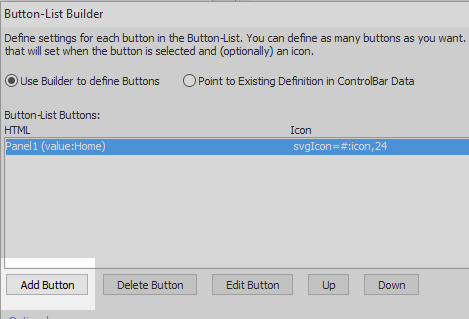 Button-List Builder
Define settings for each button in the Button-List. You can define as many buttons as you want.
that will set when the button is selected and (optionally) an icon.
Use Builder to define Buttons Point to Existing Definition in ControlBar Data
Button-List Buttons:
HTML Icon
Panel1 (value:Home) svgIcon=#:icon,24
Add Button Delete Button Edit Button Up Down